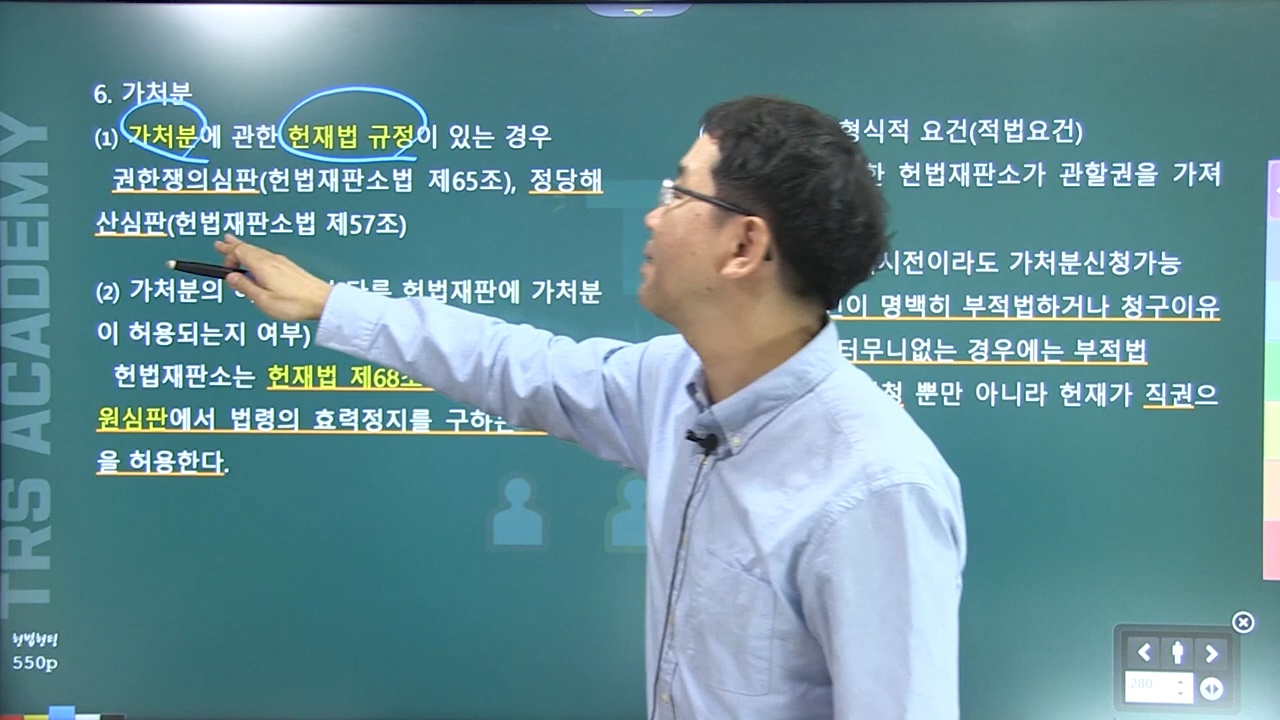 6. 가처분
(1) 가처분에 관한 헌재법 규정이 있는 경우
권한쟁의심판(헌법재판소법 제65조), 정당해
산심판(헌법재판소법 제57조)
(2) 가처분의 헌법재판에 가처분
이 허용되는지 여부)
헌법재판소는 헌재법 제68조
원심판에서 법령의 효력정지를 구하는
을 허용한다.
형식적 요건(적법요건)
헌법재판소가 관할권을 가져
가처분신청가능
명백히 부적법하거나 청구이유
터무니없는 경우에는 부적법
뿐만 아니라 헌재가 직권으
TRS ACADEMY
헌법헌팅
550p
280